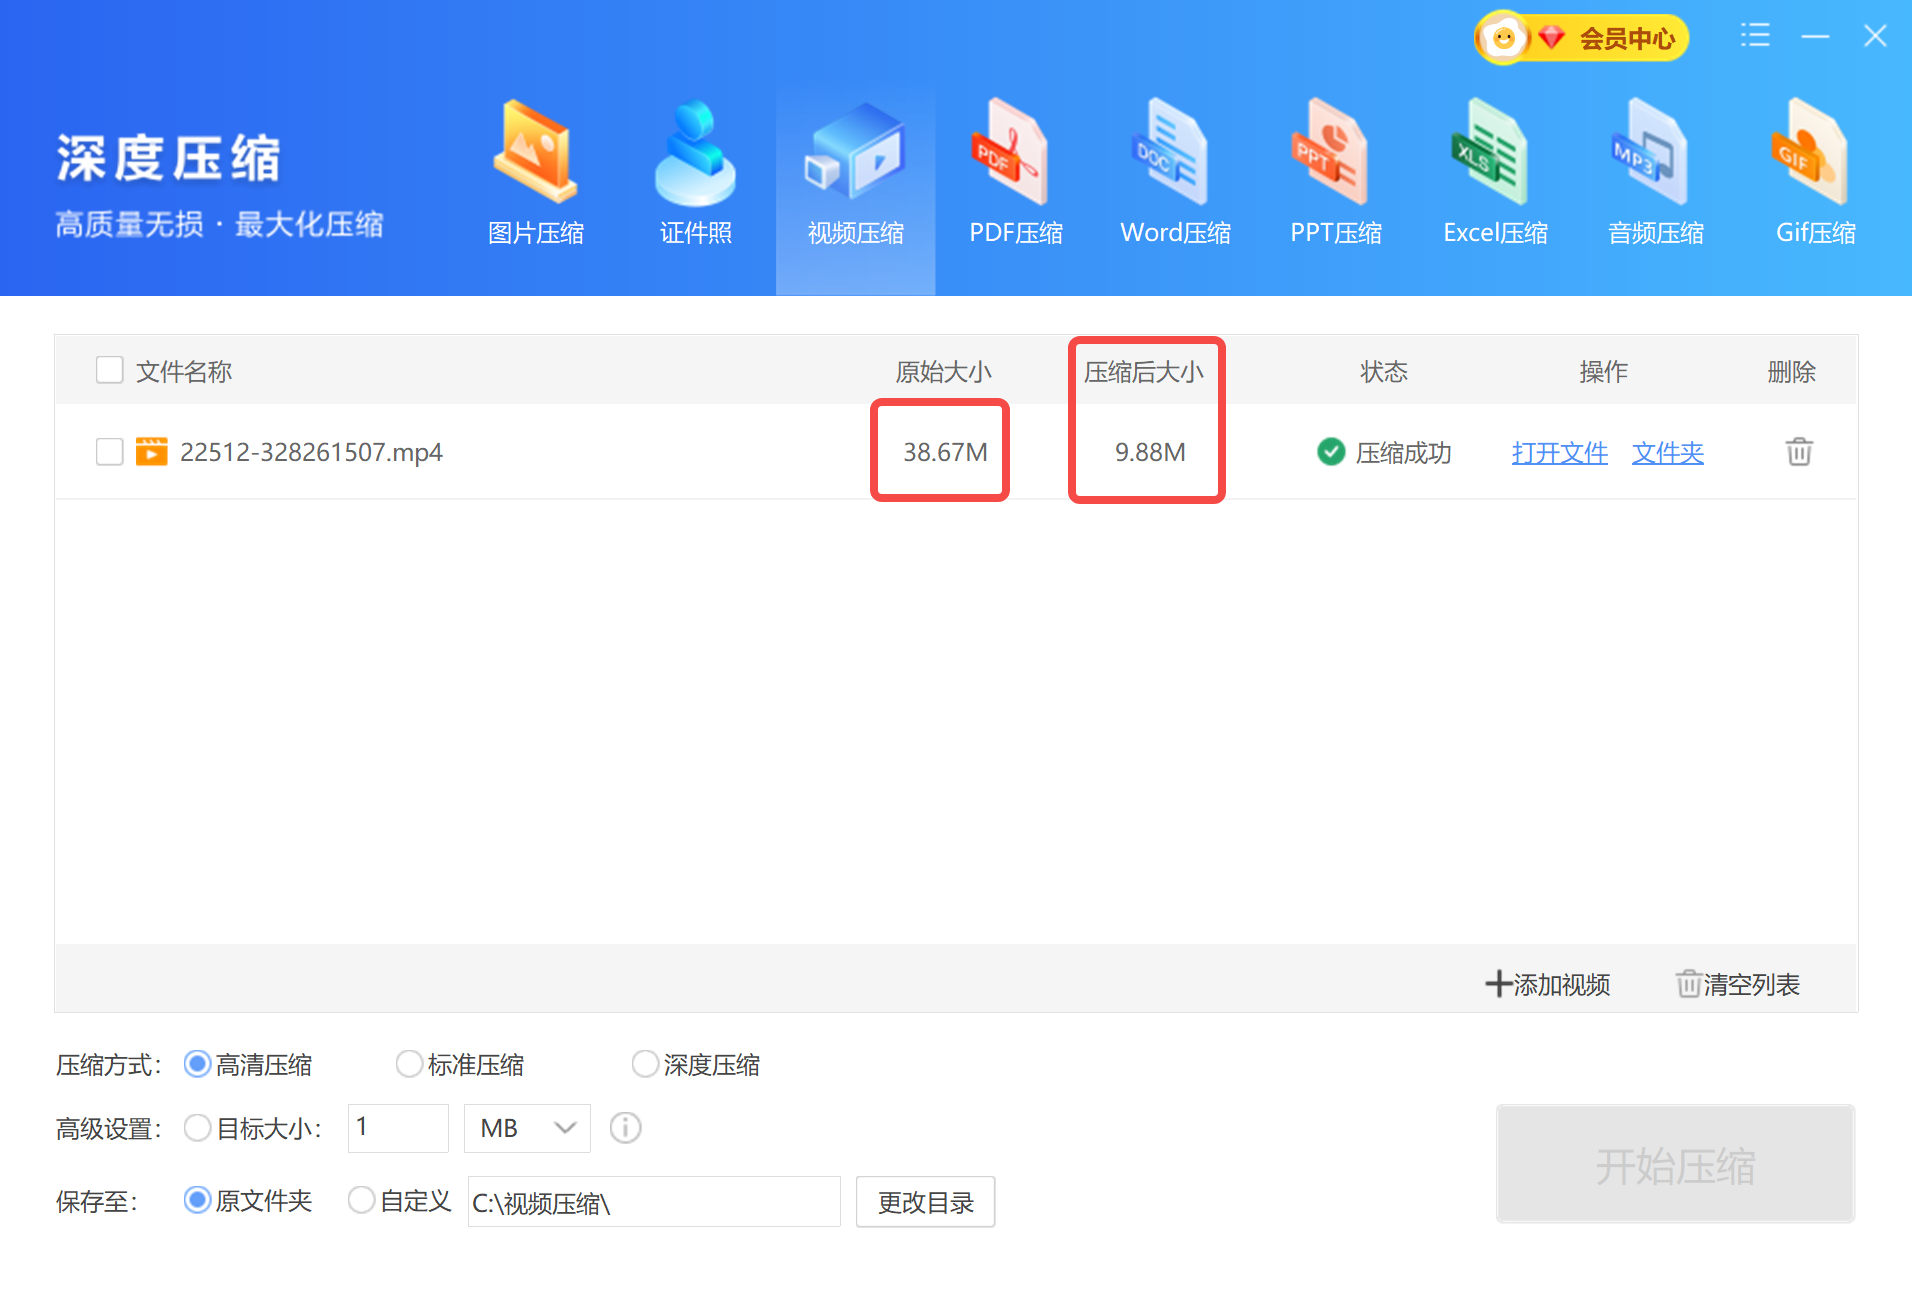 会员中心
深度压缩
高质量无损 · 最大化压缩
图片压缩
证件照
视频压缩
PDF
PDF压缩
DOC
Word压缩
PPT
PPT压缩
XLS
Excel压缩
MP3
音频压缩
GIF
Gif压缩
文件名称 原始大小 压缩后大小 状态 操作 删除
22512-328261507.mp4 38.67M 9.88M 压缩成功 打开文件 文件夹
添加视频 清空列表
压缩方式： 高清压缩 标准压缩 深度压缩
高级设置： 目标大小： 1 MB
保存至： 原文件夹 自定义 C:\视频压缩\ 更改目录
开始压缩